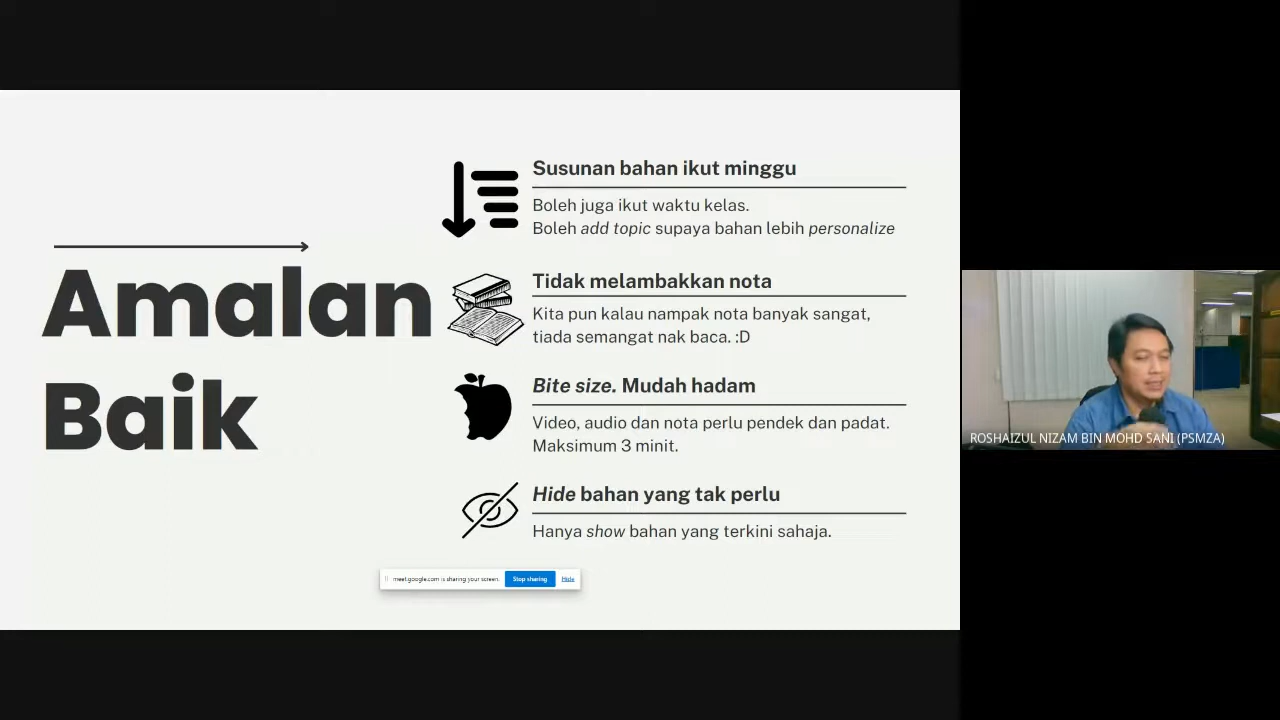 Amalan
Baik
Susunan bahan ikut minggu
Boleh juga ikut waktu kelas.
Boleh add topic supaya bahan lebih personalize
Tidak melambakkan nota
Kita pun kalau nampak nota banyak sangat,
tiada semangat nak baca. :D
Bite size. Mudah hadam
Video, audio dan nota perlu pendek dan padat.
Maksimum 3 minit.
Hide bahan yang tak perlu
Hanya show bahan yang terkini sahaja.
meet.google.com is sharing your screen. Stop sharing Hide
ROSHAIZUL NIZAM BIN MOHD SANI (PSMZA)